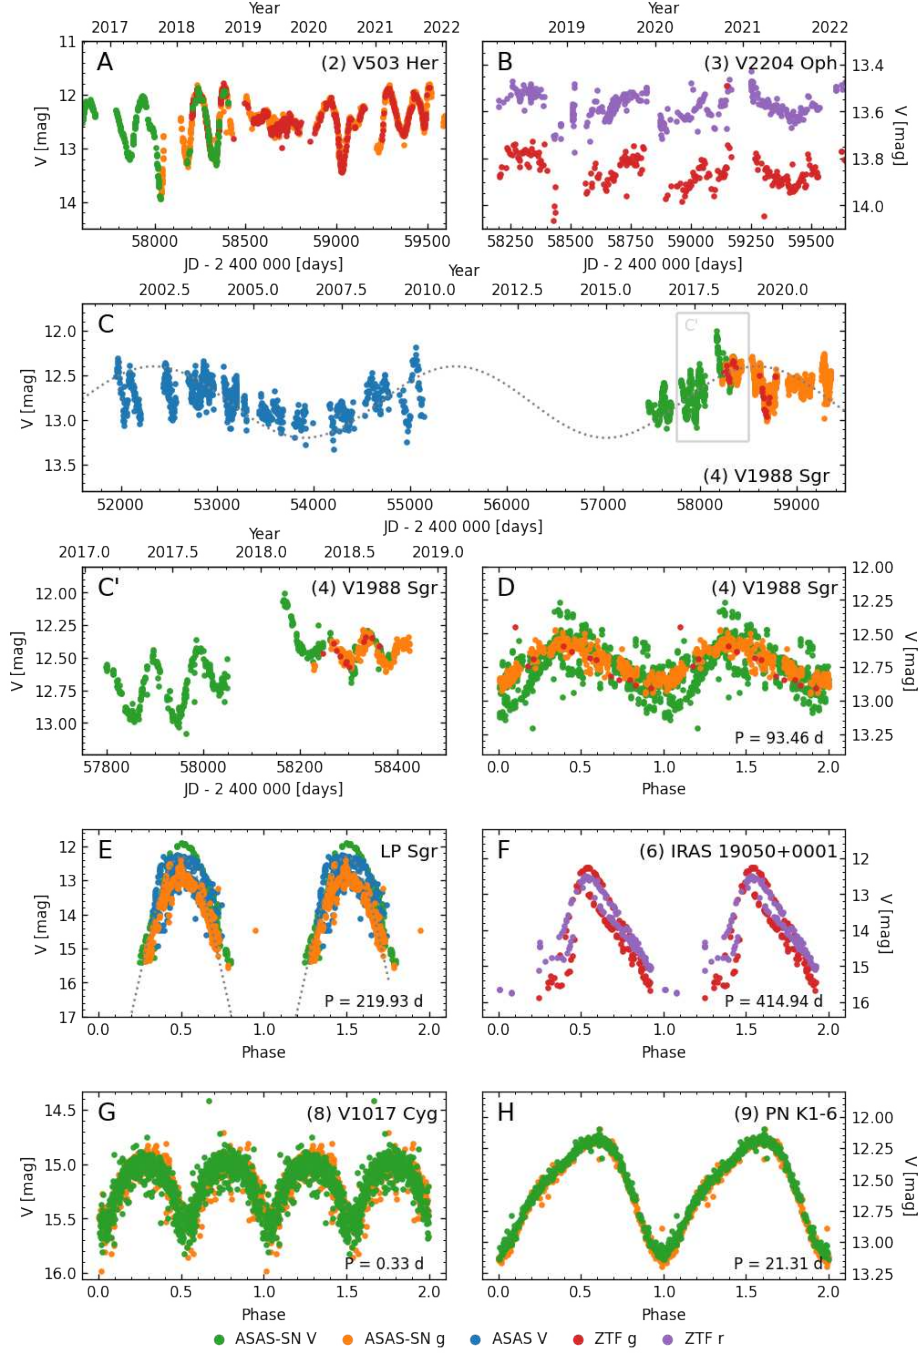 Year
2017 2018 2019 2020 2021 2022
11
12
13
14
V [mag]
A
(2) V503 Her
58000 58500 59000 59500
JD - 2 400 000 [days]
Year
2019 2020 2021 2022
B
(3) V2204 Oph
13.4
13.6
13.8
14.0
V [mag]
58250 58500 58750 59000 59250 59500
JD - 2 400 000 [days]
Year
2002.5 2005.0 2007.5 2010.0 2012.5 2015.0 2017.5 2020.0
12.0
12.5
13.0
13.5
V [mag]
C
C'
(4) V1988 Sgr
52000 53000 54000 55000 56000 57000 58000 59000
JD - 2 400 000 [days]
Year
2017.0 2017.5 2018.0 2018.5 2019.0
12.00
12.25
12.50
12.75
13.00
V [mag]
C'
(4) V1988 Sgr
57800 58000 58200 58400
JD - 2 400 000 [days]
D
(4) V1988 Sgr
12.00
12.25
12.50
12.75
13.00
13.25
V [mag]
P = 93.46 d
0.0 0.5 1.0 1.5 2.0
Phase
12
13
14
15
16
17
V [mag]
E
LP Sgr
P = 219.93 d
0.0 0.5 1.0 1.5 2.0
Phase
F
(6) IRAS 19050+0001
12
13
14
15
16
V [mag]
P = 414.94 d
0.0 0.5 1.0 1.5 2.0
Phase
14.5
15.0
15.5
16.0
V [mag]
G
(8) V1017 Cyg
P = 0.33 d
0.0 0.5 1.0 1.5 2.0
Phase
H
(9) PN K1-6
12.00
12.25
12.50
12.75
13.00
13.25
V [mag]
P = 21.31 d
0.0 0.5 1.0 1.5 2.0
Phase
ASAS-SN V ASAS-SN g ASAS V ZTF g ZTF r